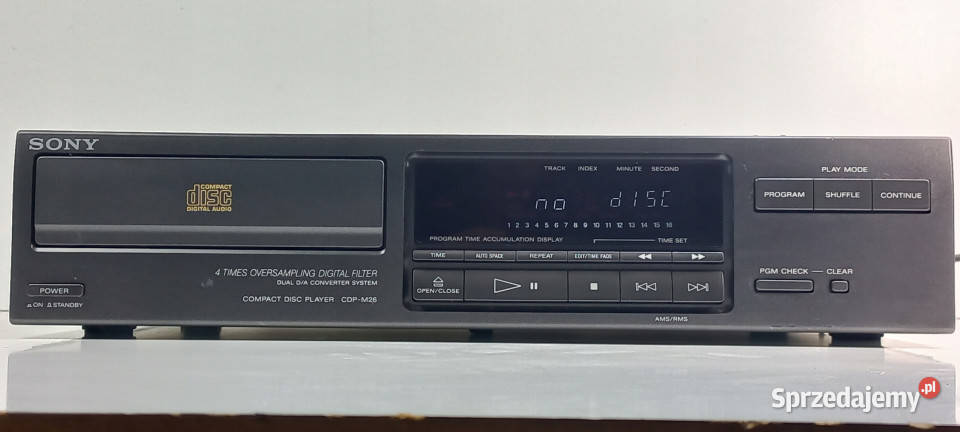 SONY
COMPACT
disc
DIGITAL AUDIO
4 TIMES OVERSAMPLING DIGITAL FILTER
DUAL D/A CONVERTER SYSTEM
COMPACT DISC PLAYER CDP-M26
POWER
ON STANDBY
TRACK INDEX MINUTE SECOND
no dISC
1 2 3 4 5 6 7 8 9 10 11 12 13 14 15 16
PROGRAM TIME ACCUMULATION DISPLAY TIME SET
TIME AUTO SPACE REPEAT EDIT/TIME FADE
OPEN/CLOSE
AMS/RMS
PLAY MODE
PROGRAM SHUFFLE CONTINUE
PGM CHECK CLEAR
Sprzedajemy.pl